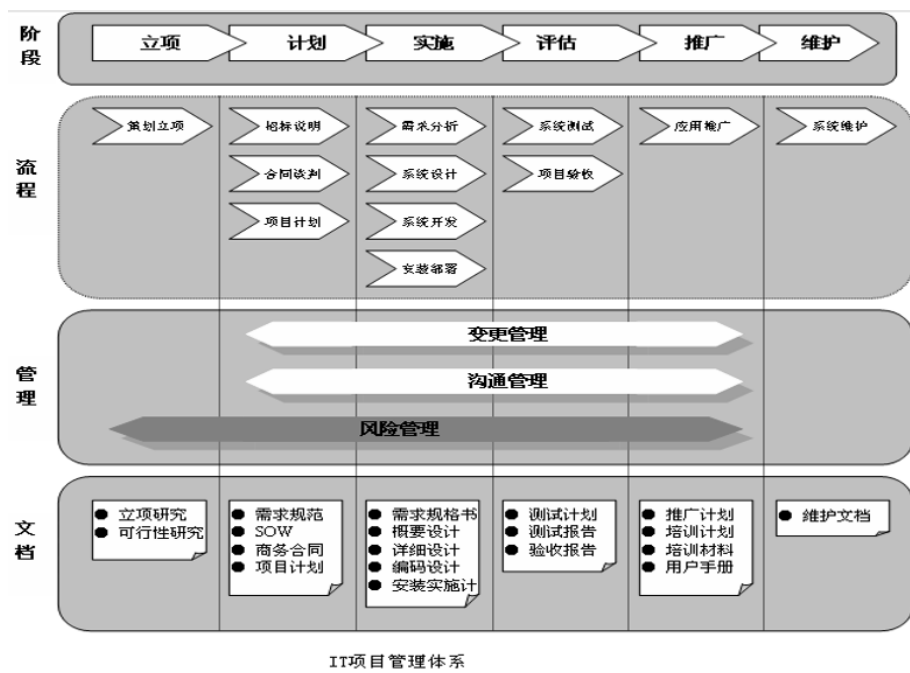 阶段
立项
计划
实施
评估
推广
维护
流程
策划立项
招标说明
合同谈判
项目计划
需求分析
系统设计
系统开发
安装部署
系统测试
项目验收
应用推广
系统维护
管理
变更管理
沟通管理
风险管理
文档
● 立项研究
● 可行性研究
● 需求规范
● SOW
● 商务合同
● 项目计划
● 需求规格书
● 概要设计
● 详细设计
● 编码设计
● 安装实施计
● 测试计划
● 测试报告
● 验收报告
● 推广计划
● 培训计划
● 培训材料
● 用户手册
● 维护文档
IT项目管理体系